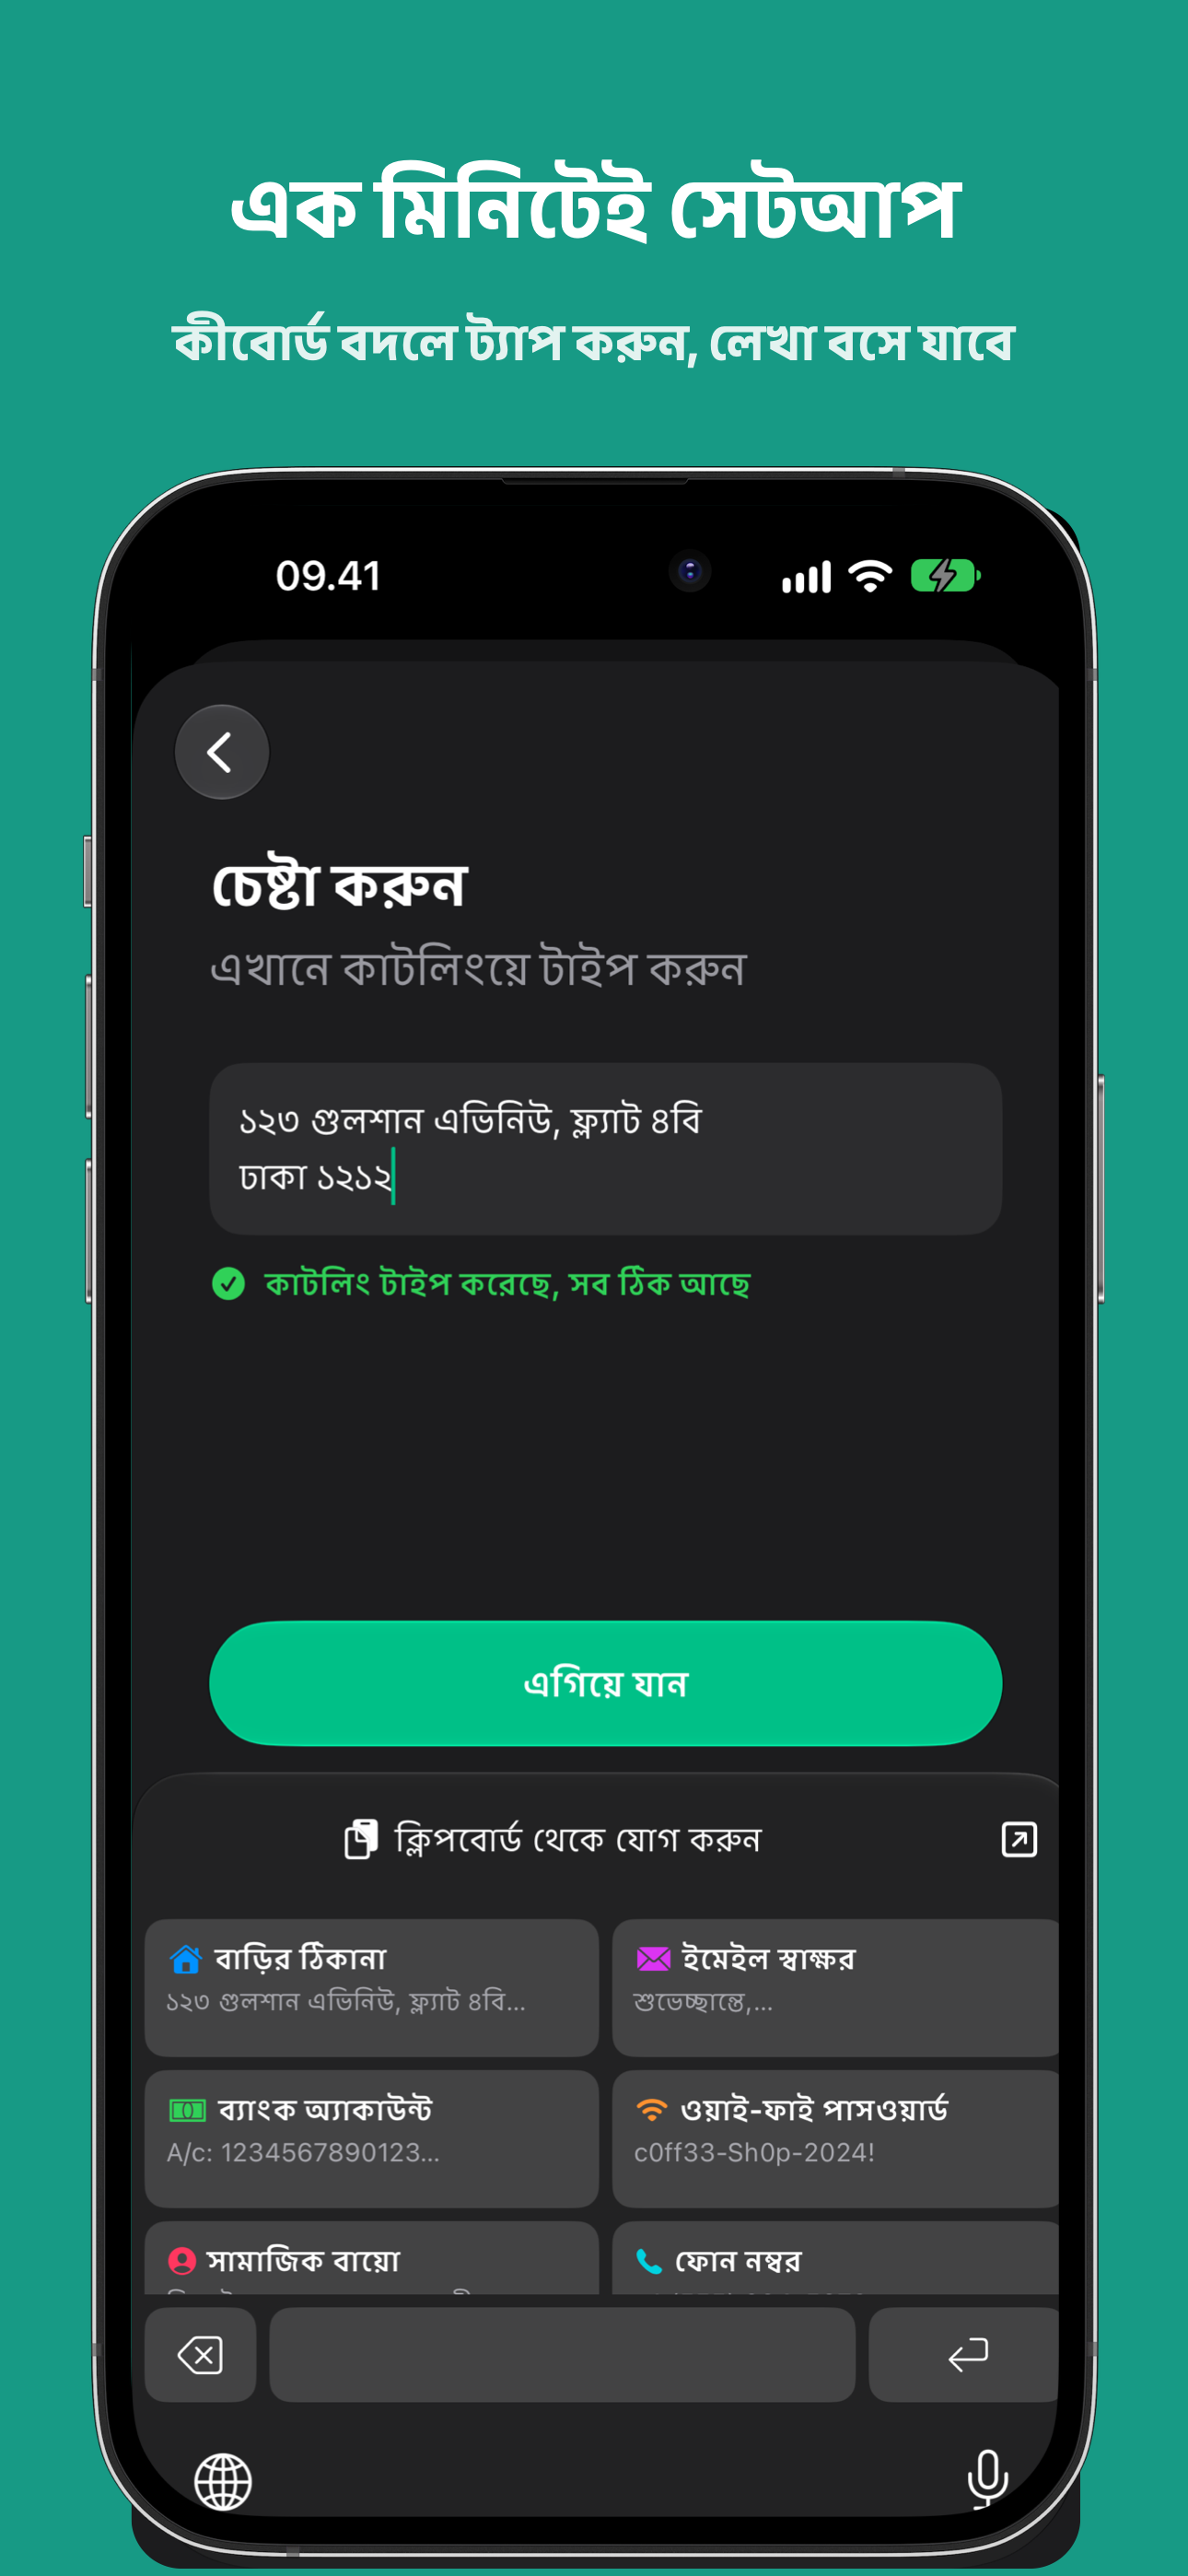 এক মিনিটেই সেটআপ
কীবোর্ড বদলে ট্যাপ করুন, লেখা বসে যাবে
09.41
চেষ্টা করুন
এখানে কাটলিংয়ে টাইপ করুন
১২৩ গুলশান এভিনিউ, ফ্ল্যাট ৪বি
ঢাকা ১২১২
কাটলিং টাইপ করেছে, সব ঠিক আছে
এগিয়ে যান
ক্লিপবোর্ড থেকে যোগ করুন
বাড়ির ঠিকানা
১২৩ গুলশান এভিনিউ, ফ্ল্যাট ৪বি...
ইমেইল স্বাক্ষর
শুভেচ্ছান্তে,...
ব্যাংক অ্যাকাউন্ট
A/c: 1234567890123...
ওয়াই-ফাই পাসওয়ার্ড
c0ff33-Sh0p-2024!
সামাজিক বায়ো
ফোন নম্বর